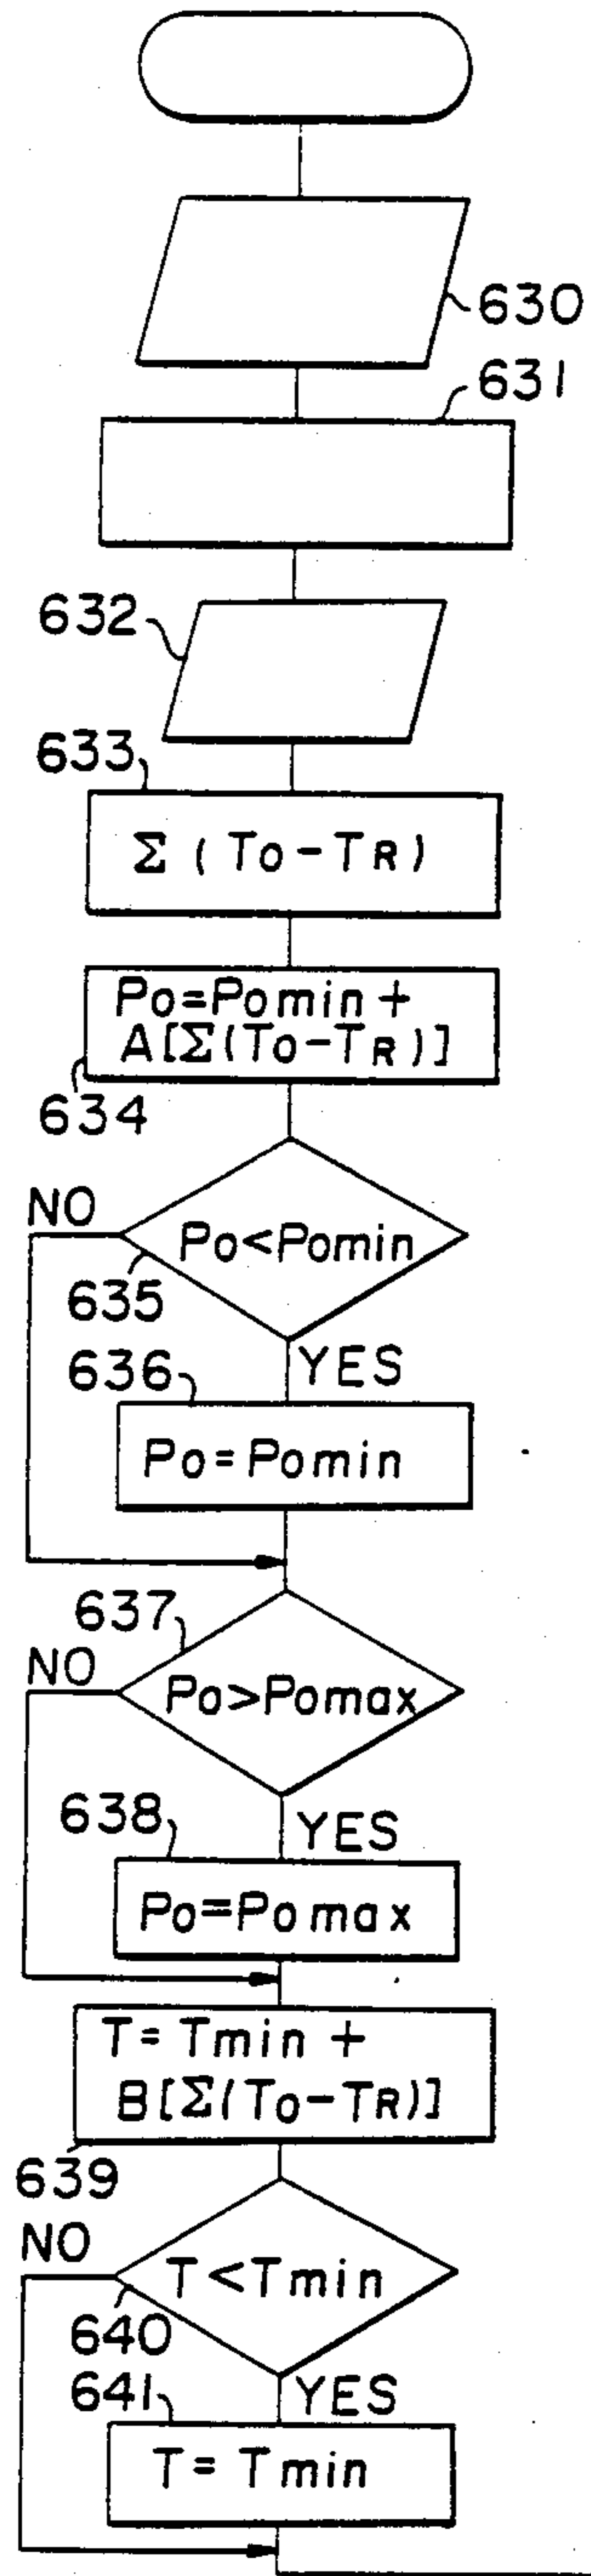 630
631
632
633
Σ (To-TR)
Po=Pomin+
A[Σ(To-TR)]
634
NO
Po<Pomin
635
YES
636
Po=Pomin
637
NO
Po>Pomax
638
YES
Po=Pomax
T=Tmin+
B[Σ(To-TR)]
639
NO
T<Tmin
640
641
YES
T=Tmin